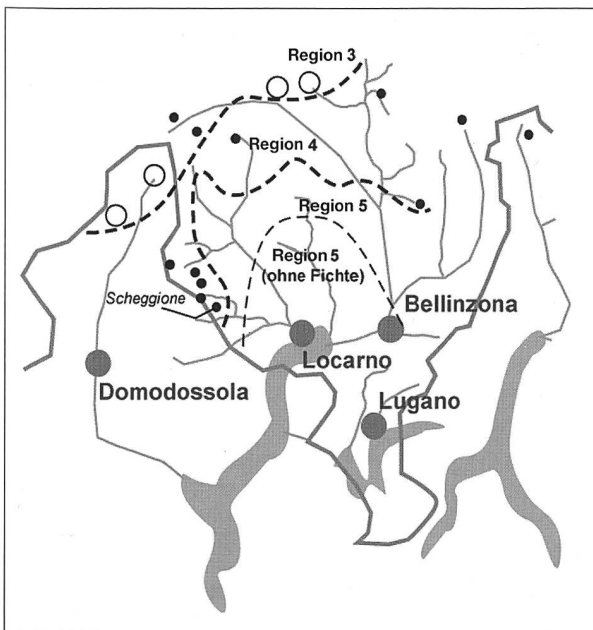 Region 3
Region 4
Region 5
Region 5
(ohne Fichte)
Scheggione
Bellinzona
Locarno
Domodossola
Lugano